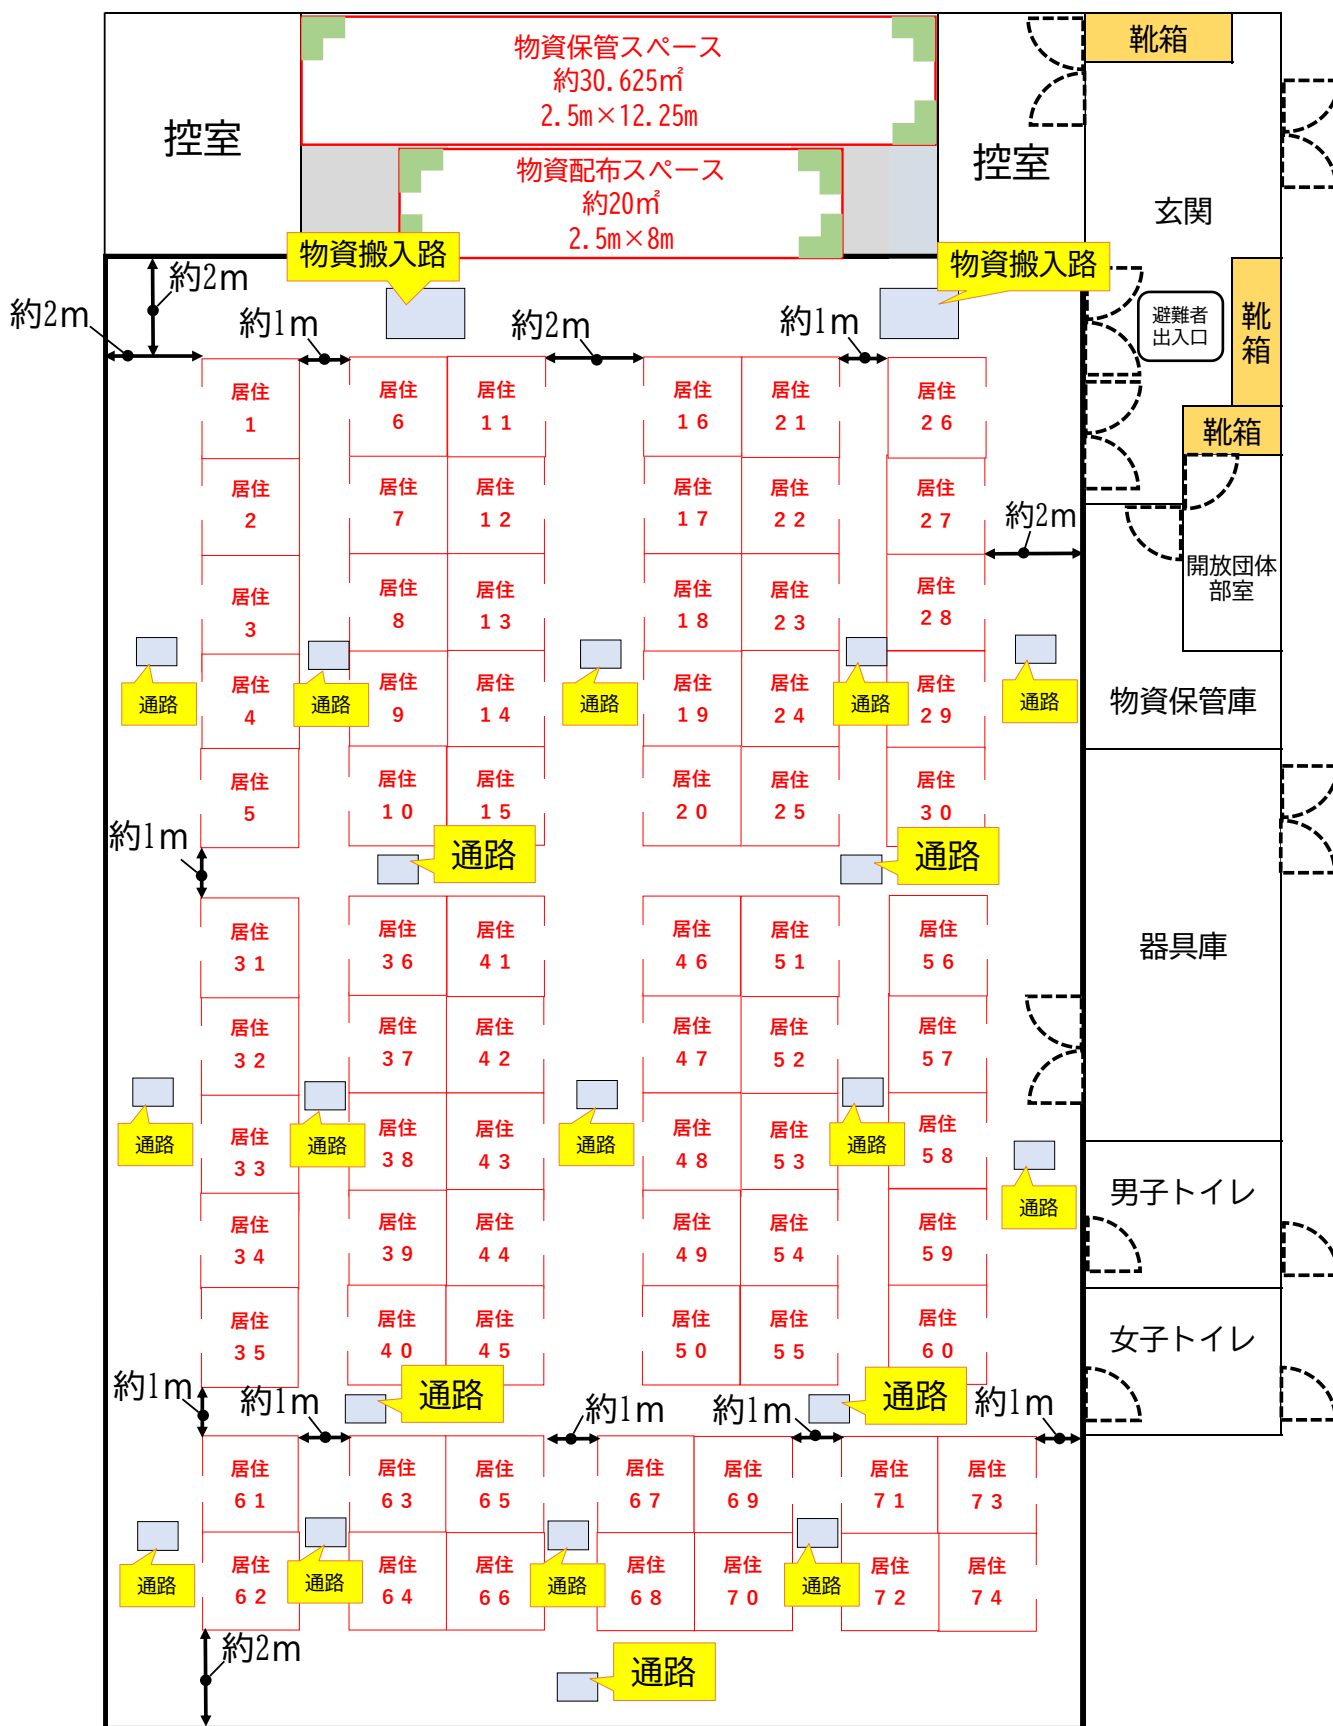 物資保管スペース
約30.625㎡
2.5m×12.25m
控室
物資配布スペース
約20㎡
2.5m×8m
控室
靴箱
玄関
物資搬入路
物資搬入路
約2m
約2m
約1m
約2m
約1m
避難者
出入口
靴
箱
靴箱
居住
1
居住
6
居住
11
居住
16
居住
21
居住
26
居住
2
居住
7
居住
12
居住
17
居住
22
居住
27
約2m
開放団体
部室
居住
3
居住
8
居住
13
居住
18
居住
23
居住
28
通路
居住
4
通路
居住
9
居住
14
通路
居住
19
居住
24
通路
居住
29
通路
物資保管庫
居住
5
居住
10
居住
15
居住
20
居住
25
居住
30
約1m
通路
通路
居住
31
居住
36
居住
41
居住
46
居住
51
居住
56
器具庫
居住
32
居住
37
居住
42
居住
47
居住
52
居住
57
通路
居住
33
通路
居住
38
居住
43
通路
居住
48
居住
53
通路
居住
58
通路
男子トイレ
居住
34
居住
39
居住
44
居住
49
居住
54
居住
59
居住
35
居住
40
居住
45
居住
50
居住
55
居住
60
女子トイレ
約1m
約1m
通路
約1m
約1m
通路
約1m
居住
61
居住
63
居住
65
居住
67
居住
69
居住
71
居住
73
通路
居住
62
通路
居住
64
居住
66
通路
居住
68
居住
70
通路
居住
72
居住
74
約2m
通路